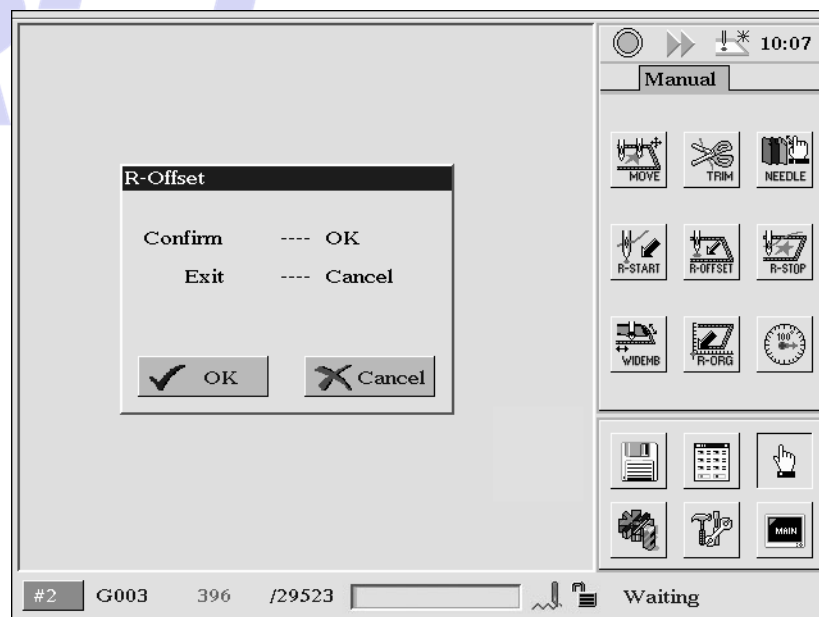 10:07
Manual
MOVE TRIM NEEDLE
R-Offset
Confirm ---- OK
Exit ---- Cancel
R-START R-OFFSET R-STOP
WIDEMB R-ORG 100°
OK Cancel
MAIN
#2 G003 396 /29523 Waiting